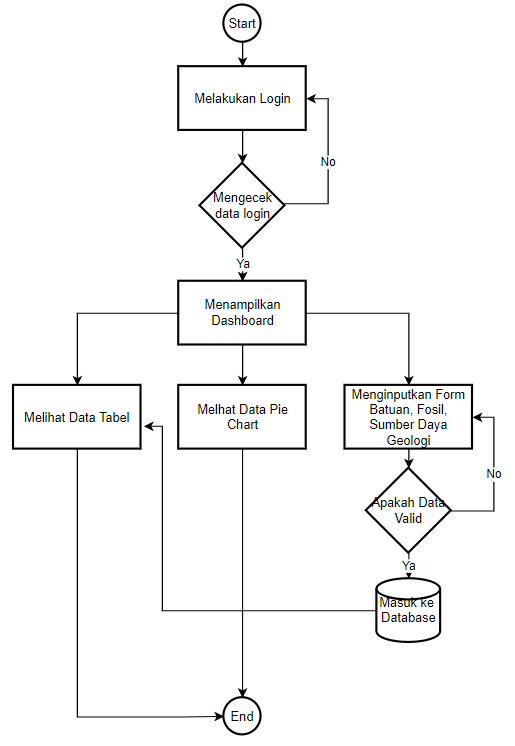 Start
Melakukan Login
No
Mengecek
data login
Ya
Menampilkan
Dashboard
Melihat Data Tabel
Melhat Data Pie
Chart
Menginputkan Form
Batuan, Fosil,
Sumber Daya
Geologi
No
Apakah Data
Valid
Ya
Masuk ke
Database
End